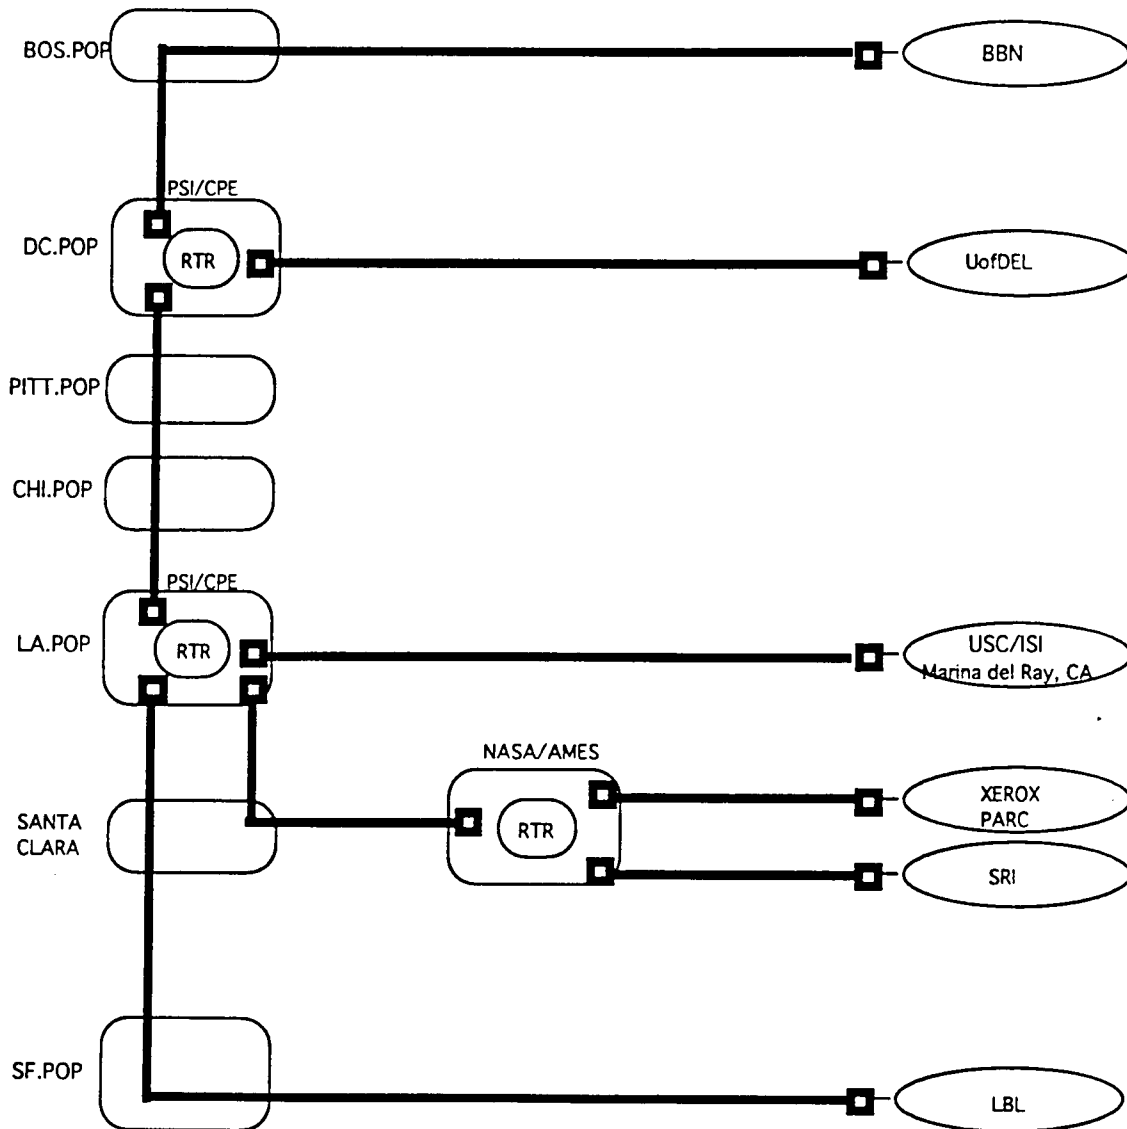 BOS.POP
BBN
PSI/CPE
DC.POP
RTR
UofDEL
PITT.POP
CHI.POP
PSI/CPE
LA.POP
RTR
USC/ISI
Marina del Ray, CA
NASA/AMES
SANTA
CLARA
RTR
XEROX
PARC
SRI
SF.POP
LBL